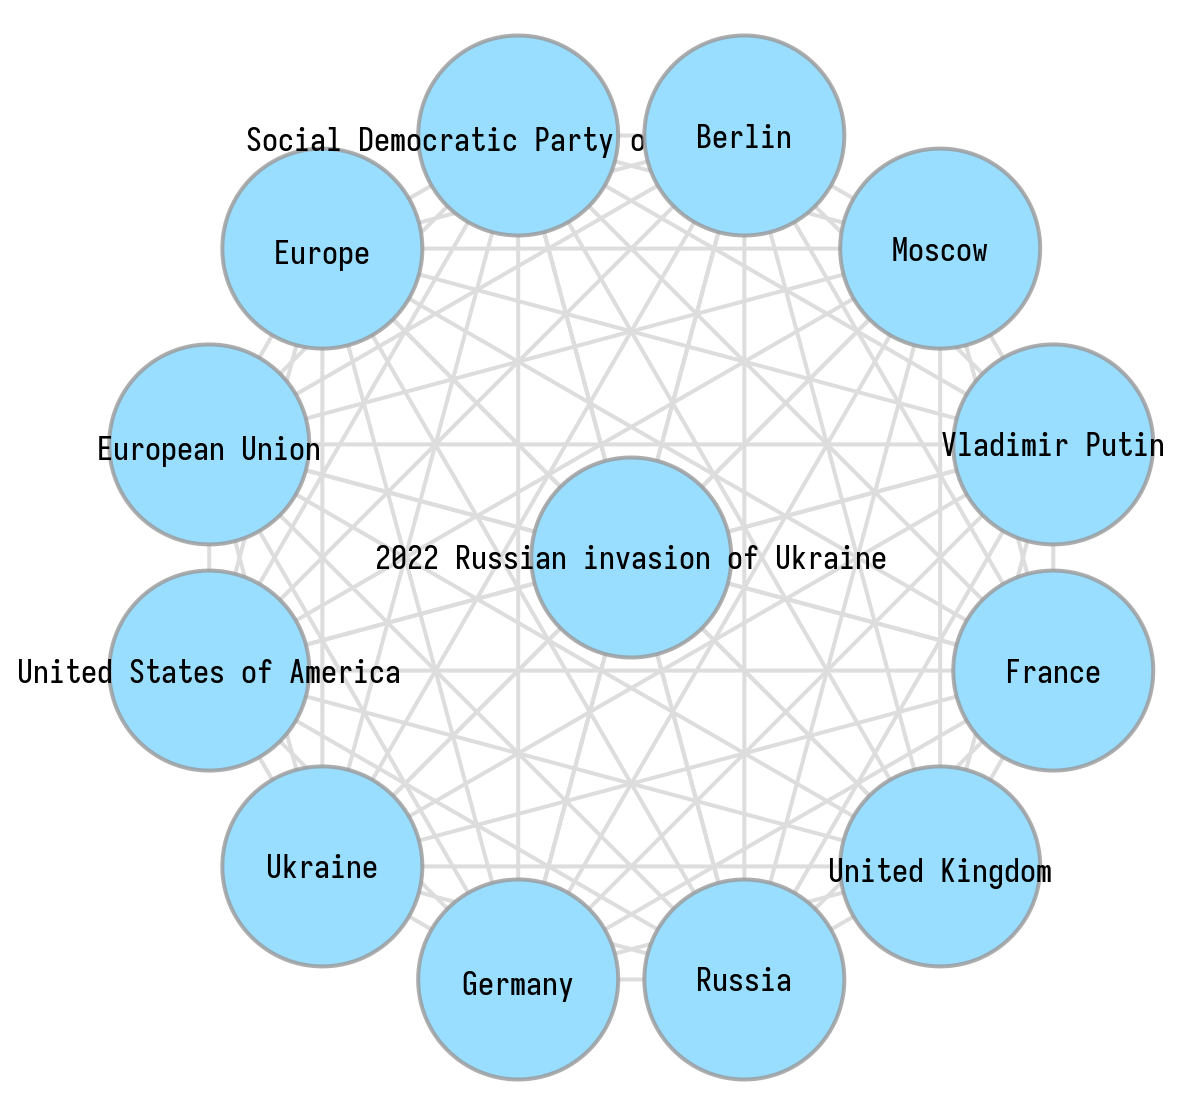 Social Democratic Party o
Berlin
Europe
Moscow
European Union
Vladimir Putin
2022 Russian invasion of Ukraine
United States of America
France
Ukraine
United Kingdom
Germany
Russia